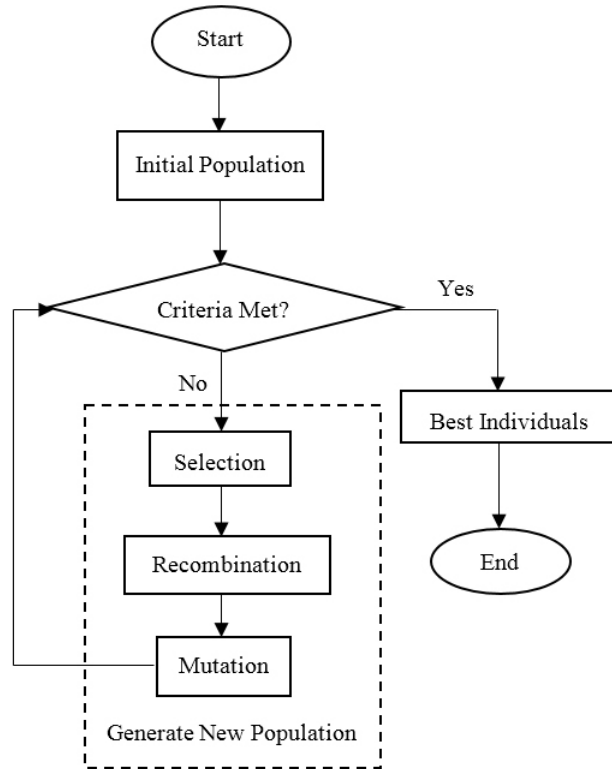 Start
Initial Population
Criteria Met?
Yes
No
Best Individuals
Selection
Recombination
End
Mutation
Generate New Population